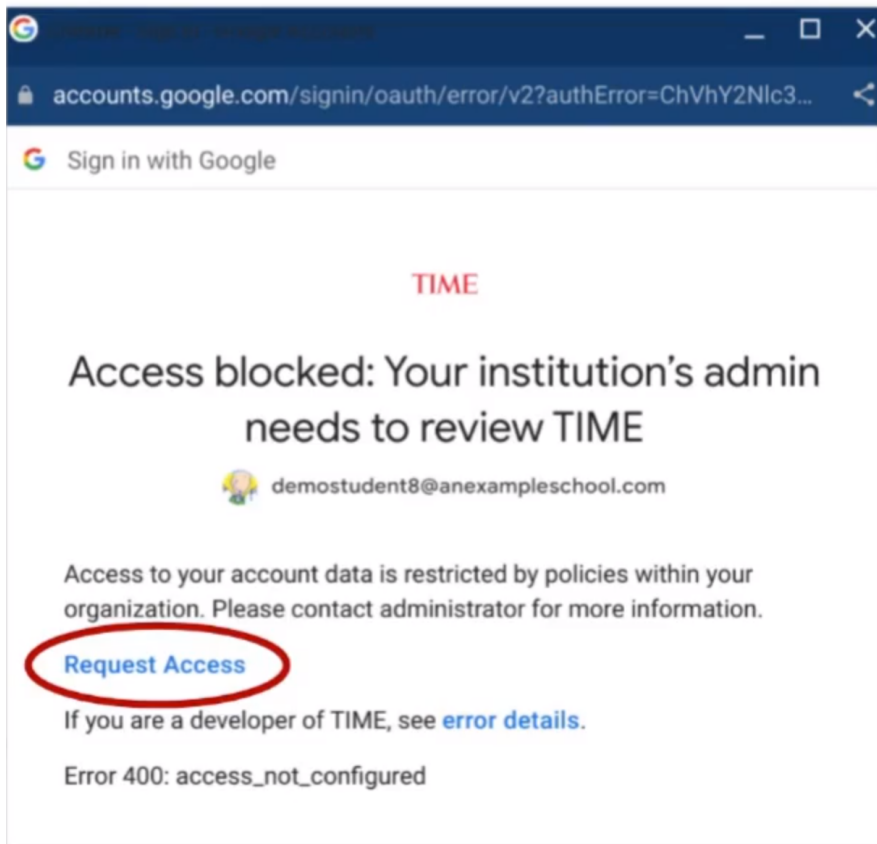 accounts.google.com/signin/oauth/error/v2?authError=ChVhY2Nlc3...
Sign in with Google
TIME
Access blocked: Your institution's admin
needs to review TIME
demostudent8@anexampleschool.com
Access to your account data is restricted by policies within your
organization. Please contact administrator for more information.
Request Access
If you are a developer of TIME, see error details.
Error 400: access_not_configured